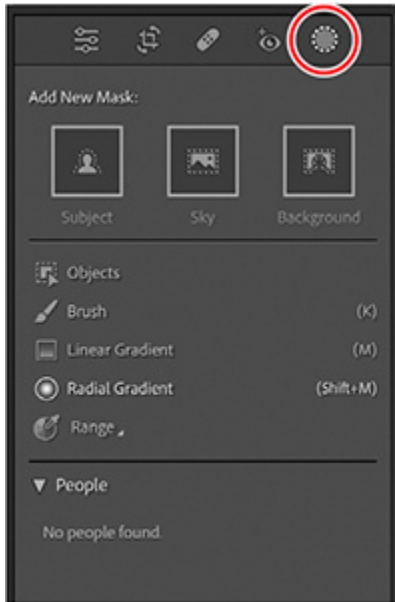 Add New Mask:
Subject Sky Background
Objects
Brush (K)
Linear Gradient (M)
Radial Gradient (Shift+M)
Range
People
No people found.